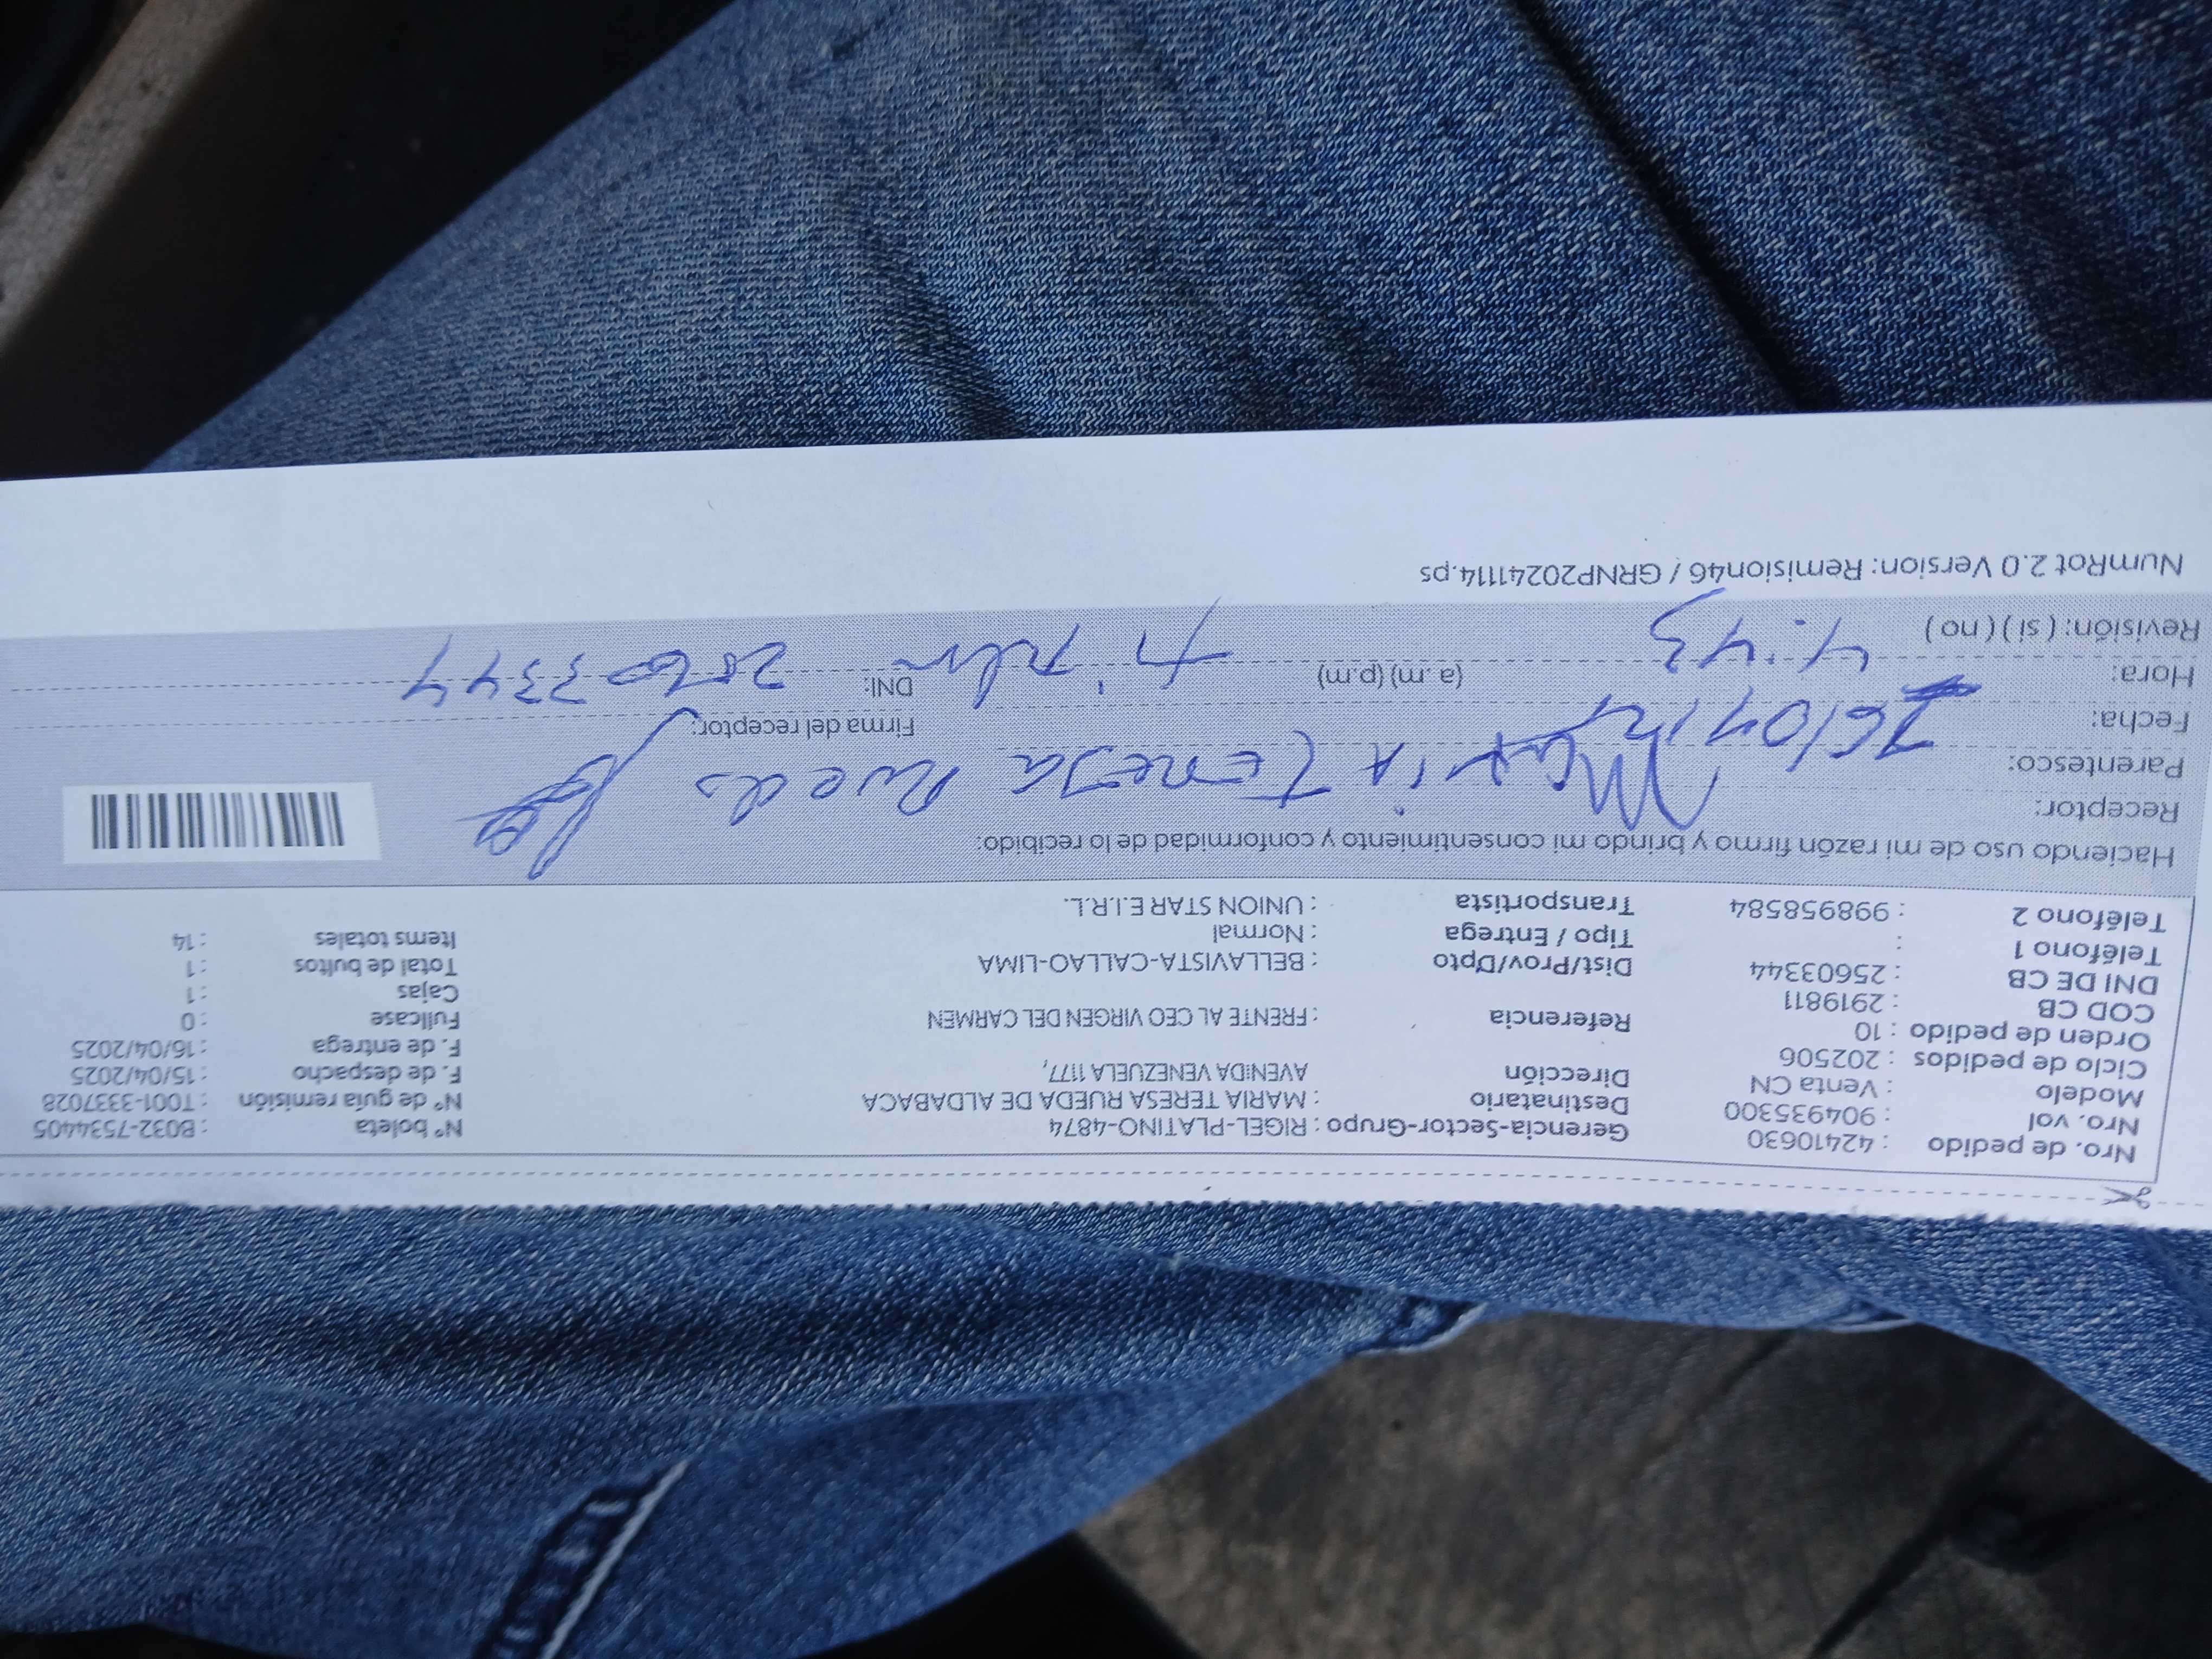 Nro. de pedido : 42410630 Gerencia-Sector-Grupo : RIGEL-PLATINO-4874 N° boleta : B032-7534405
Nro. vol : 904935300 Destinatario : MARIA TERESA RUEDA DE ALDABACA N° de guía remisión : T001-3337028
Modelo : Venta CN Dirección AVENIDA VENEZUELA 1177, F. de despacho : 15/04/2025
Ciclo de pedidos : 202506 F. de entrega : 16/04/2025
Orden de pedido : 10 Referencia : FRENTE AL CEO VIRGEN DEL CARMEN Fullcase : 0
COD CB : 2919811 Cajas : 1
DNI DE CB : 25603344 Dist/Prov/Dpto : BELLAVISTA-CALLAO-LIMA Total de bultos : 1
Teléfono 1 : Tipo / Entrega : Normal Items totales : 14
Teléfono 2 : 998958584 Transportista : UNION STAR E.I.R.L.
Haciendo uso de mi razón firmo y brindo mi consentimiento y conformidad de lo recibido:
Receptor: Maria Teresa Rueda
Parentesco:
Fecha: 16/04/ Firma del receptor:
Hora: 4:43 (a.m) (p.m) DNI: 25603344
Revisión: ( si ) ( no )
NumRot 2.0 Version: Remision46 / GRNP20241114.ps